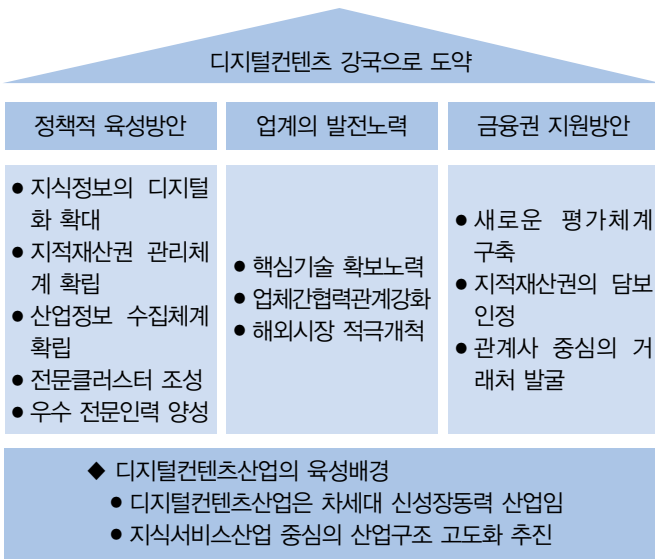 디지털컨텐츠 강국으로 도약
정책적 육성방안
업계의 발전노력
금융권 지원방안
● 지식정보의 디지털
화 확대
● 지적재산권 관리체
계 확립
● 산업정보 수집체계
확립
● 전문클러스터 조성
● 우수 전문인력 양성
● 핵심기술 확보노력
● 업체간협력관계강화
● 해외시장 적극개척
● 새로운 평가체계
구축
● 지적재산권의 담보
인정
● 관계사 중심의 거
래처 발굴
◆ 디지털컨텐츠산업의 육성배경
● 디지털컨텐츠산업은 차세대 신성장동력 산업임
● 지식서비스산업 중심의 산업구조 고도화 추진